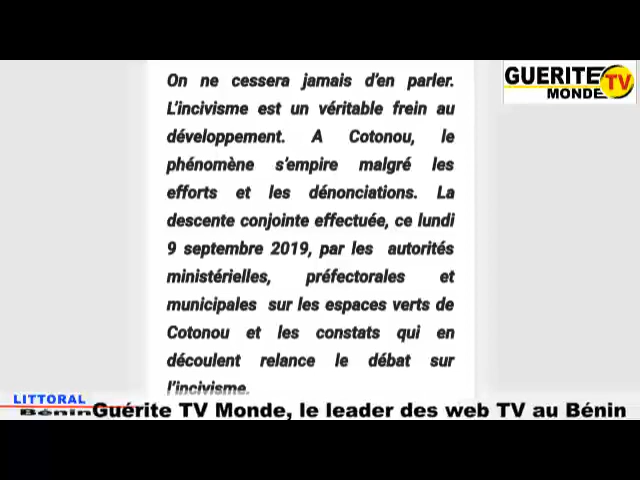 On ne cessera jamais d'en parler.
L'incivisme est un véritable frein au
développement. A Cotonou, le
phénomène s'empire malgré les
efforts et les dénonciations. La
descente conjointe effectuée, ce lundi
9 septembre 2019, par les autorités
ministérielles, préfectorales et
municipales sur les espaces verts de
Cotonou et les constats qui en
découlent relance le débat sur
l'incivisme.
GUERITE TV
MONDE
LITTORAL
Bénin
Guérite TV Monde, le leader des web TV au Bénin